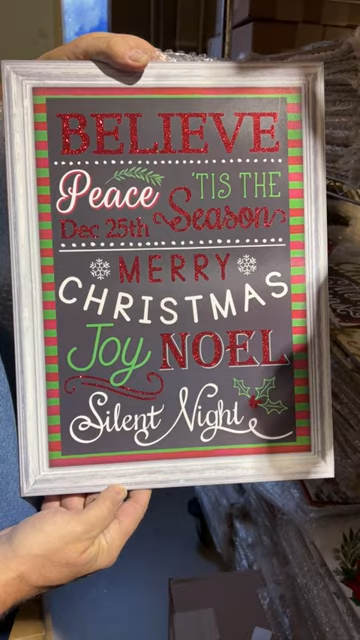 BELIEVE
Peace 'TIS THE
Dec 25th Season
MERRY
CHRISTMAS
Joy NOEL
Silent Night